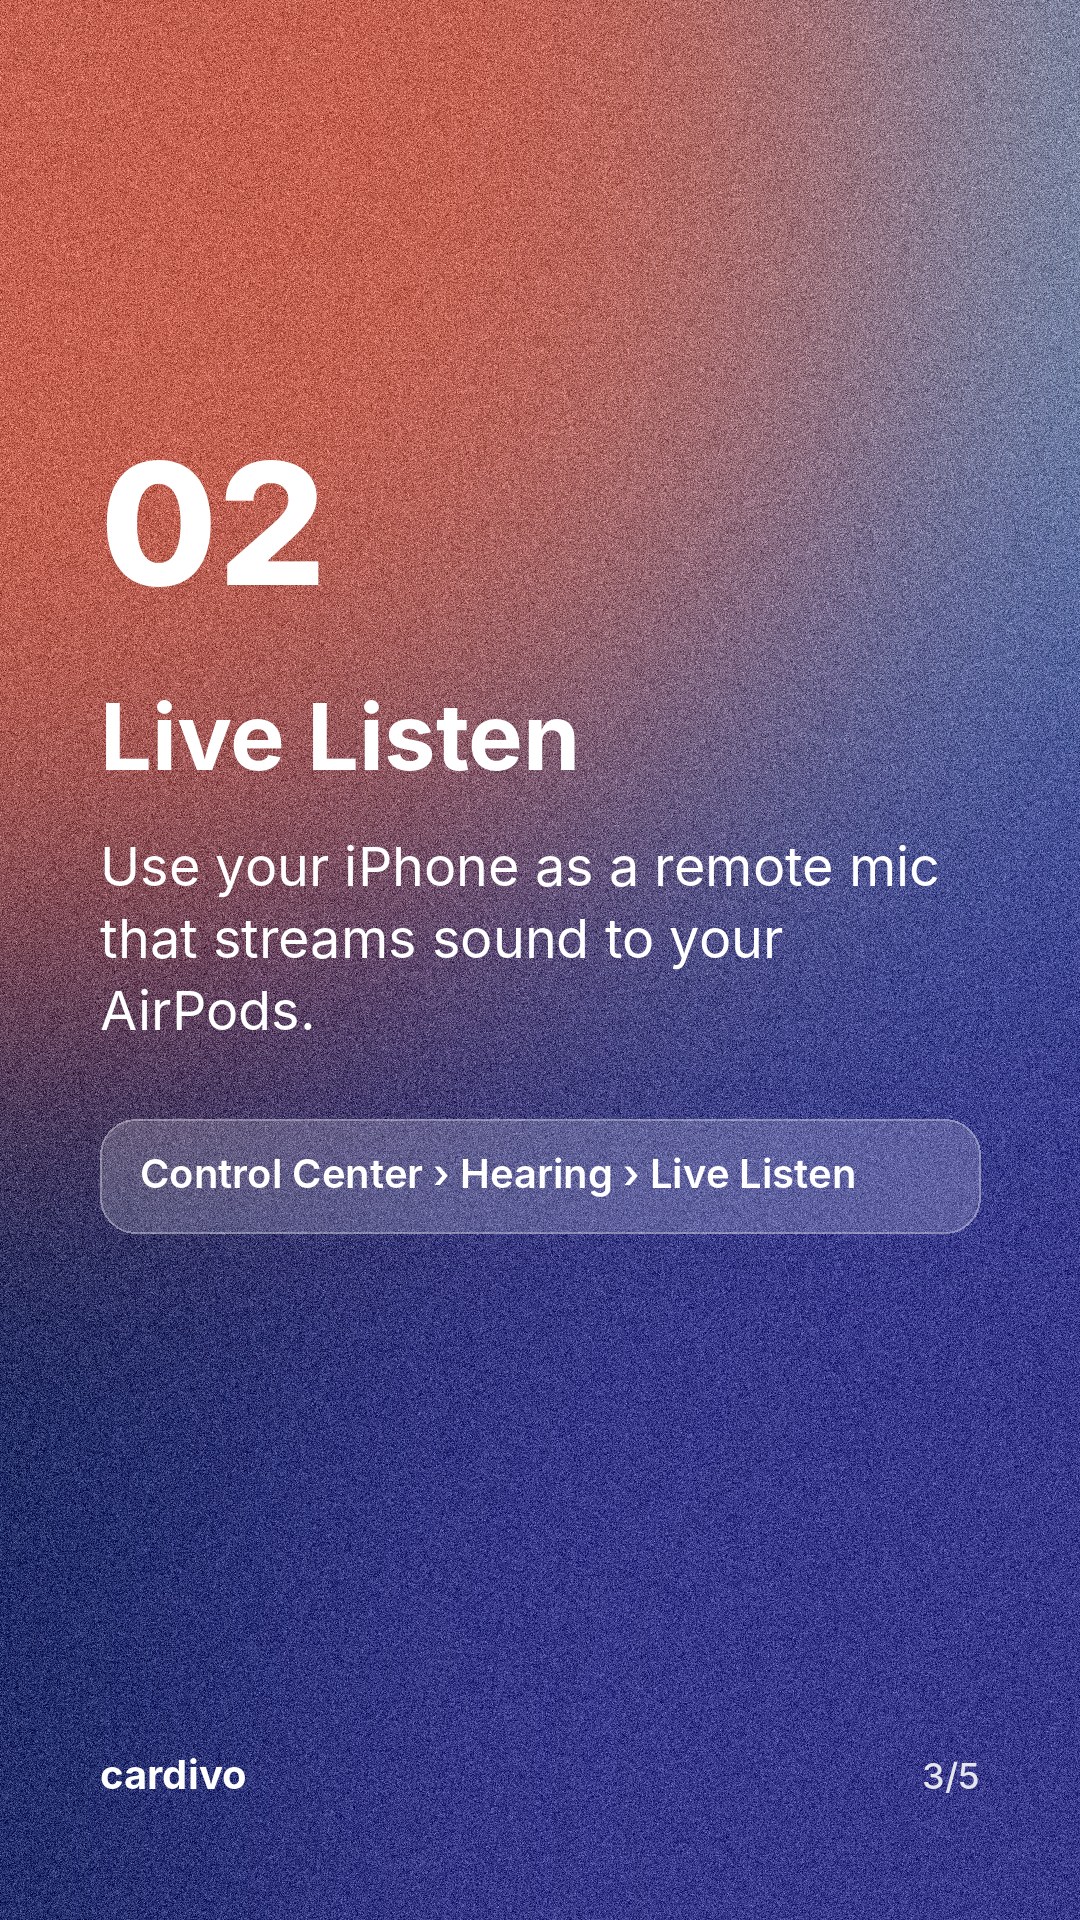 02
Live Listen
Use your iPhone as a remote mic
that streams sound to your
AirPods.
Control Center › Hearing › Live Listen
cardivo
3/5